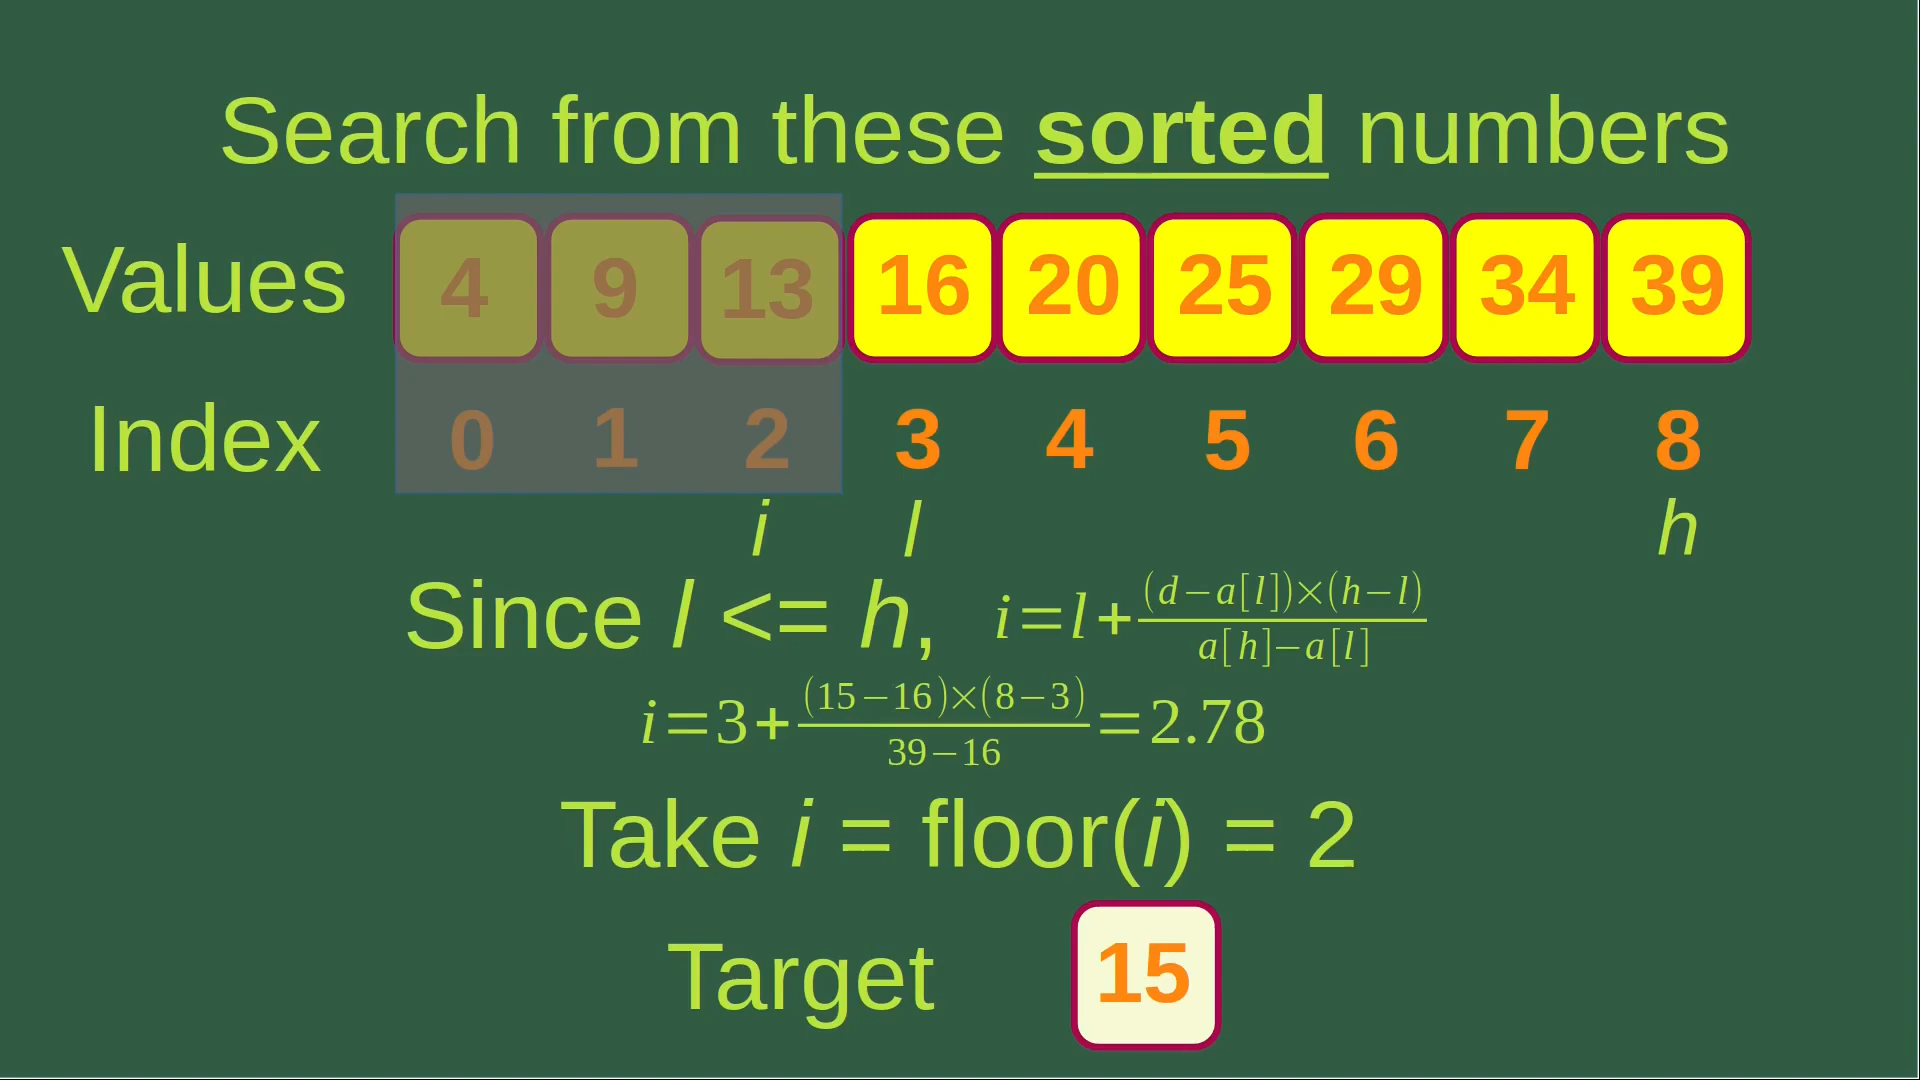 Search from these sorted numbers
Values 4 9 13 16 20 25 29 34 39
Index 0 1 2 3 4 5 6 7 8
i l h
Since l <= h, i=l+(d−a[l])×(h−l)/a[h]−a[l]
i=3+(15−16)×(8−3)/39−16=2.78
Take i = floor(i) = 2
Target 15